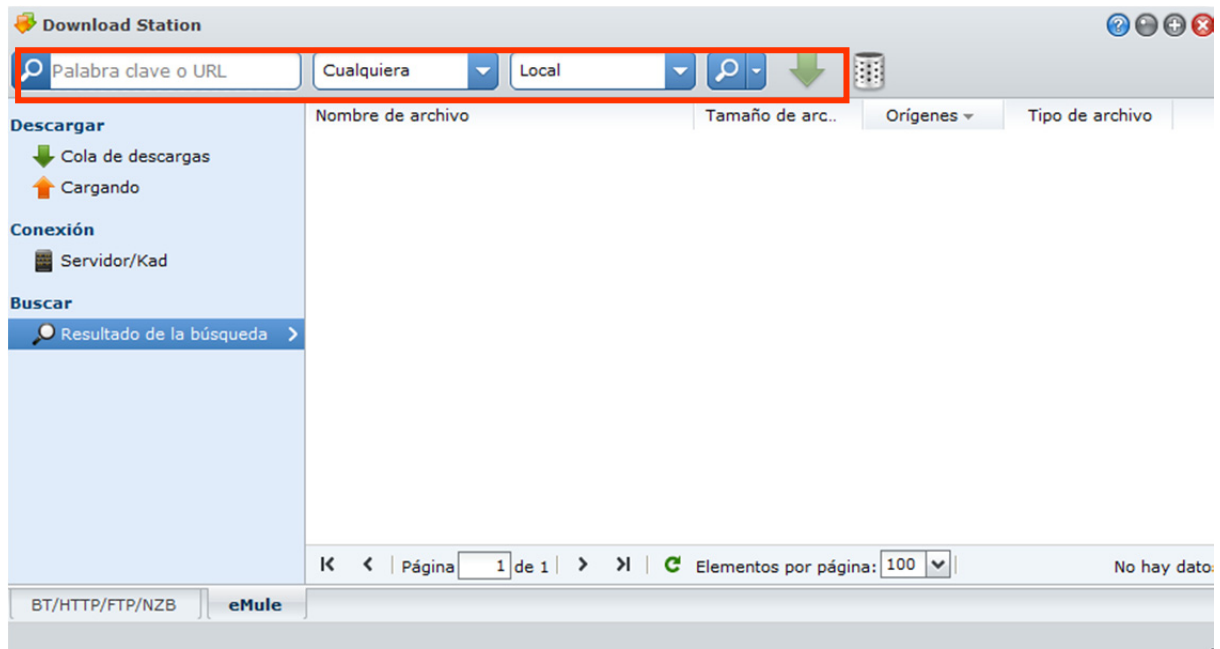 Download Station
Palabra clave o URL Cualquiera Local
Descargar
Cola de descargas
Cargando
Conexión
Servidor/Kad
Buscar
Resultado de la búsqueda
Nombre de archivo Tamaño de arc.. Orígenes Tipo de archivo
Página 1 de 1 Elementos por página: 100 No hay datos
BT/HTTP/FTP/NZB eMule